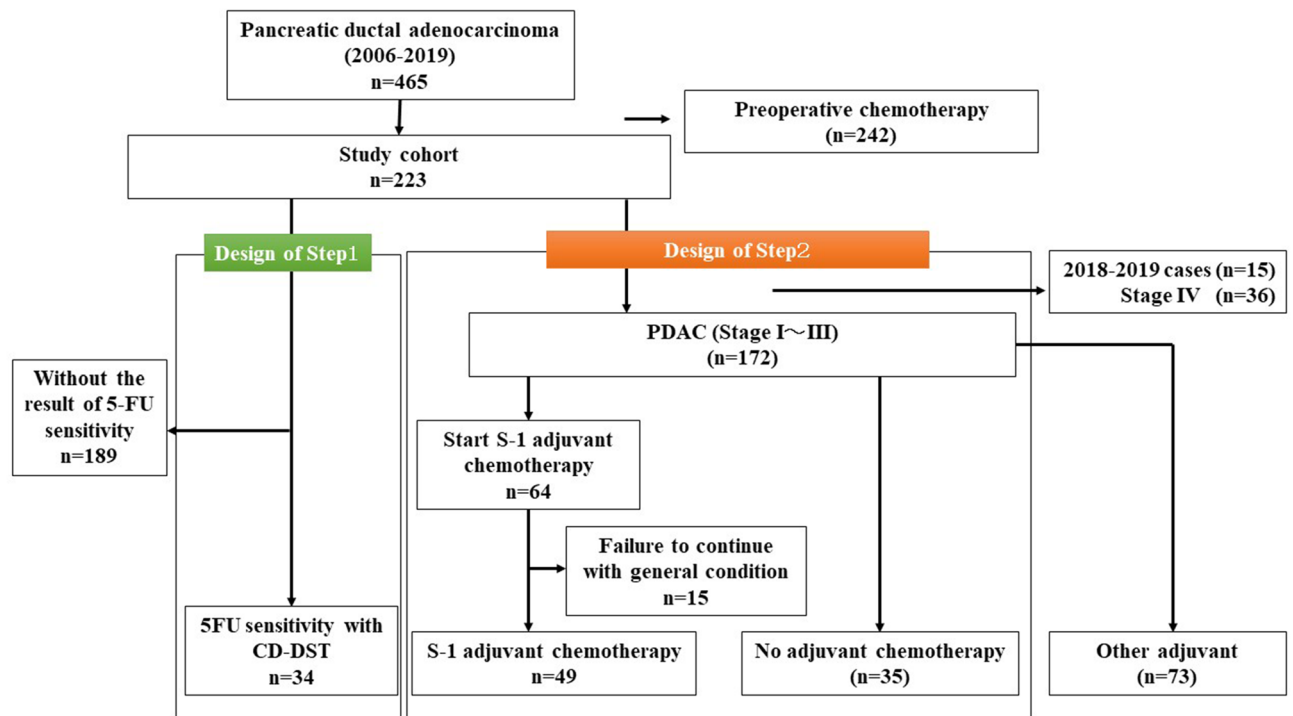 Pancreatic ductal adenocarcinoma
(2006-2019)
n=465
Preoperative chemotherapy
(n=242)
Study cohort
n=223
Design of Step1
Design of Step2
2018-2019 cases (n=15)
Stage IV (n=36)
PDAC (Stage I～III)
(n=172)
Without the
result of 5-FU
sensitivity
n=189
Start S-1 adjuvant
chemotherapy
n=64
Failure to continue
with general condition
n=15
5FU sensitivity with
CD-DST
n=34
S-1 adjuvant chemotherapy
n=49
No adjuvant chemotherapy
(n=35)
Other adjuvant
(n=73)